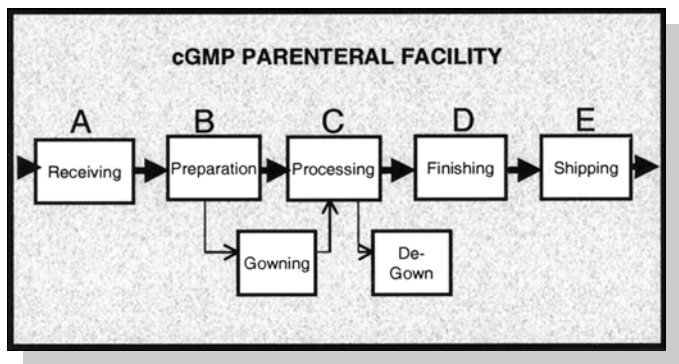 cGMP PARENTERAL FACILITY
A B C D E
Receiving Preparation Processing Finishing Shipping
Gowning
De-
Gown